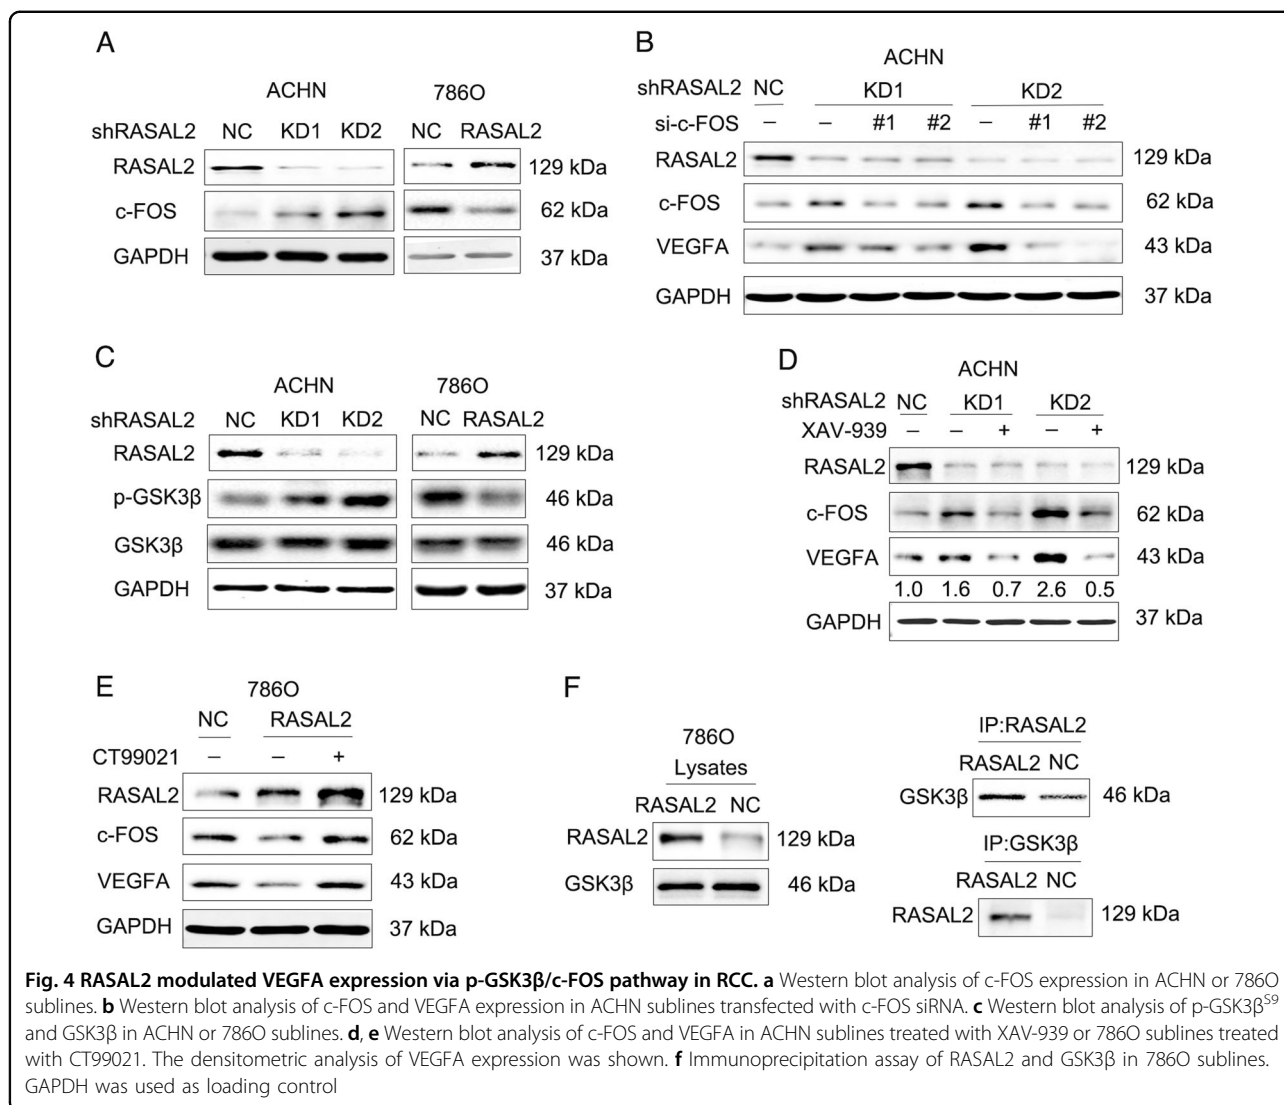 A
ACHN 786O
shRASAL2 NC KD1 KD2 NC RASAL2
RASAL2 129 kDa
c-FOS 62 kDa
GAPDH 37 kDa
B
ACHN
shRASAL2 NC KD1 KD2
si-c-FOS – – #1 #2 – #1 #2
RASAL2 129 kDa
c-FOS 62 kDa
VEGFA 43 kDa
GAPDH 37 kDa
C
ACHN 786O
shRASAL2 NC KD1 KD2 NC RASAL2
RASAL2 129 kDa
p-GSK3β 46 kDa
GSK3β 46 kDa
GAPDH 37 kDa
D
ACHN
shRASAL2 NC KD1 KD2
XAV-939 – – + – +
RASAL2 129 kDa
c-FOS 62 kDa
VEGFA 43 kDa
1.0 1.6 0.7 2.6 0.5
GAPDH 37 kDa
E
786O
NC RASAL2
CT99021 – – +
RASAL2 129 kDa
c-FOS 62 kDa
VEGFA 43 kDa
GAPDH 37 kDa
F
786O
Lysates
RASAL2 NC
RASAL2 129 kDa
GSK3β 46 kDa
IP:RASAL2
RASAL2 NC
GSK3β 46 kDa
IP:GSK3β
RASAL2 NC
RASAL2 129 kDa
Fig. 4 RASAL2 modulated VEGFA expression via p-GSK3β/c-FOS pathway in RCC. a Western blot analysis of c-FOS expression in ACHN or 786O
sublines. b Western blot analysis of c-FOS and VEGFA expression in ACHN sublines transfected with c-FOS siRNA. c Western blot analysis of p-GSK3βS9
and GSK3β in ACHN or 786O sublines. d, e Western blot analysis of c-FOS and VEGFA in ACHN sublines treated with XAV-939 or 786O sublines treated
with CT99021. The densitometric analysis of VEGFA expression was shown. f Immunoprecipitation assay of RASAL2 and GSK3β in 786O sublines.
GAPDH was used as loading control